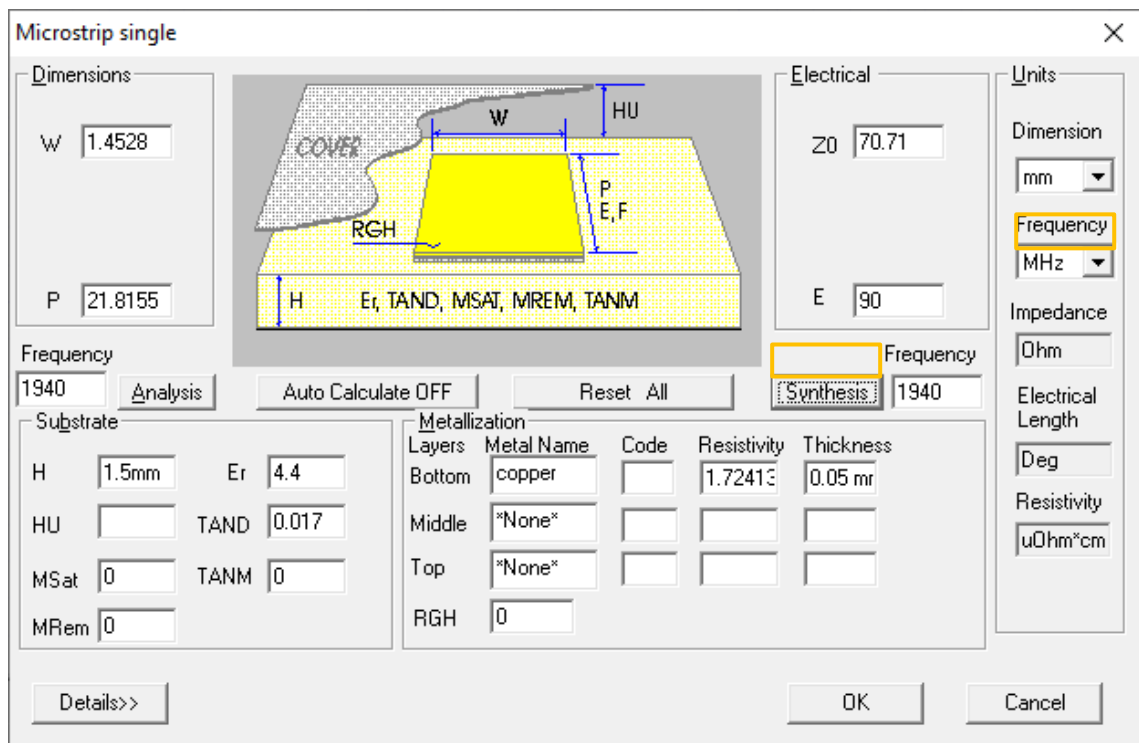 Microstrip single
Dimensions
W 1.4528
P 21.8155
COVER
W
HU
P
E,F
RGH
H Er, TAND, MSAT, MREM, TANM
Electrical
Z0 70.71
E 90
Units
Dimension
mm
Frequency
MHz
Impedance
Ohm
Electrical
Length
Deg
Resistivity
uOhm*cm
Frequency
1940
Analysis
Auto Calculate OFF
Reset All
Synthesis
Frequency
1940
Substrate
H 1.5mm Er 4.4
HU TAND 0.017
MSat 0 TANM 0
MRem 0
Metallization
Layers Metal Name Code Resistivity Thickness
Bottom copper 1.72413 0.05
Middle *None*
Top *None*
RGH 0
Details>>
OK
Cancel